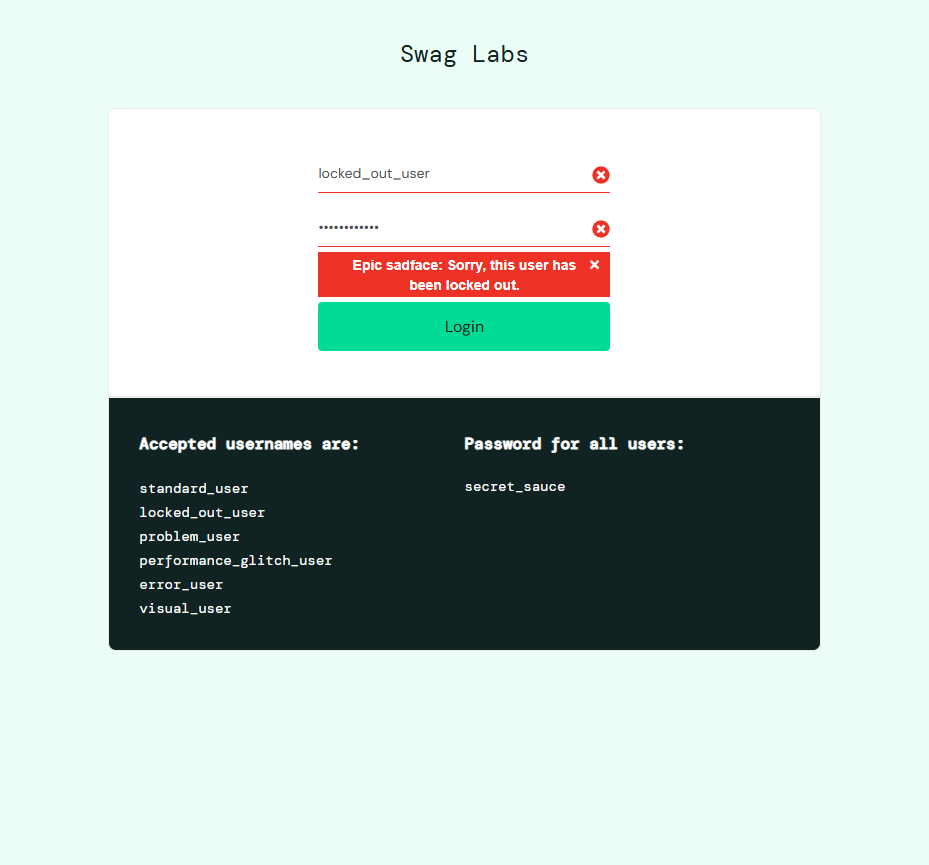 Swag Labs
locked_out_user
••••••••••••
Epic sadface: Sorry, this user has
been locked out.
Login
Accepted usernames are:
standard_user
locked_out_user
problem_user
performance_glitch_user
error_user
visual_user
Password for all users:
secret_sauce